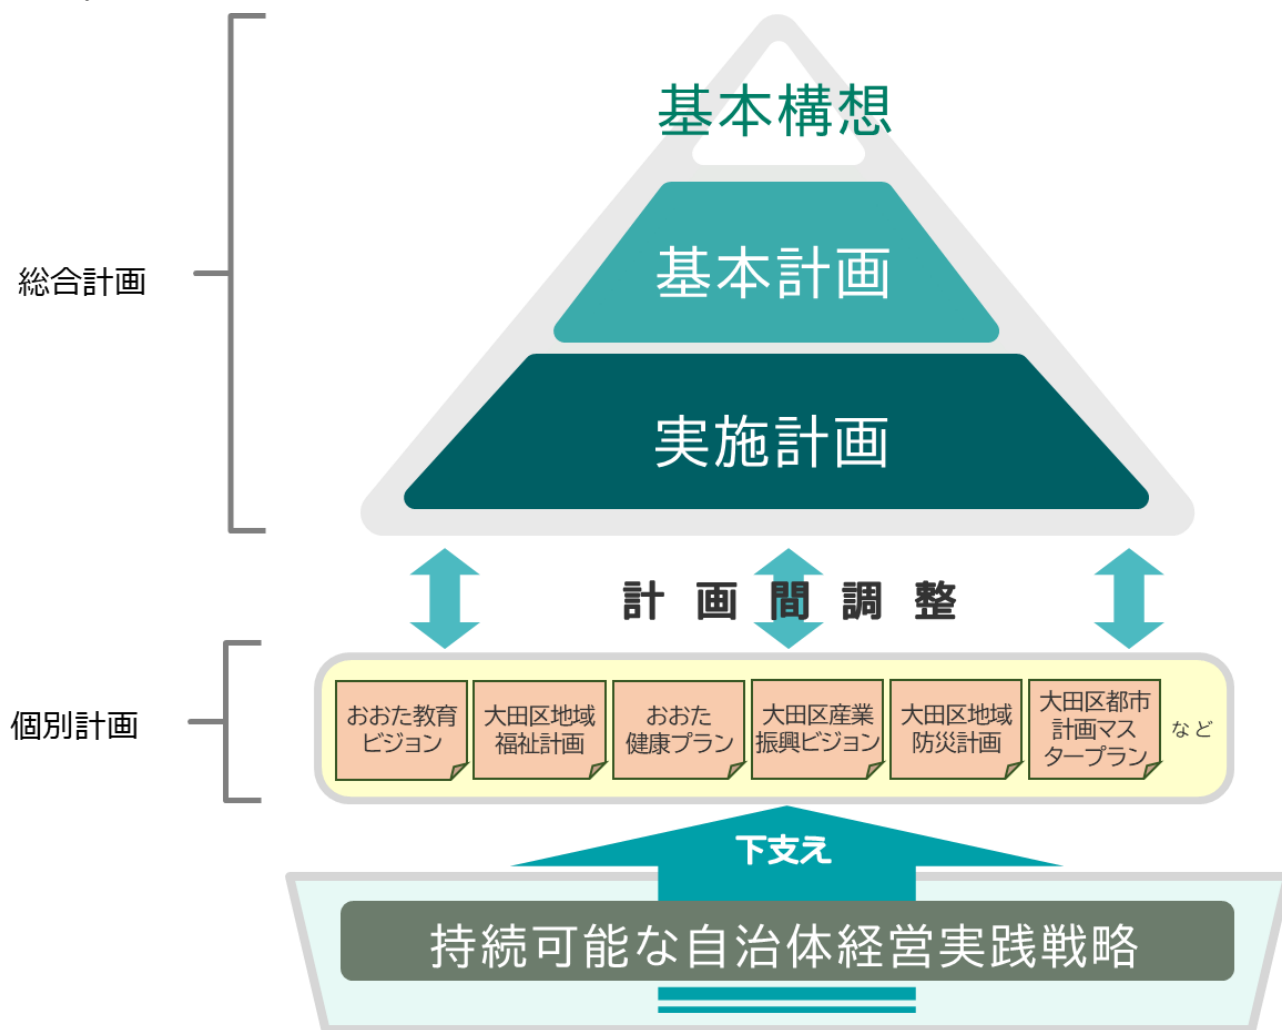 基本構想
基本計画
総合計画
実施計画
計画間調整
個別計画
おおた教育
ビジョン
大田区地域
福祉計画
おおた
健康プラン
大田区産業
振興ビジョン
大田区地域
防災計画
大田区都市
計画マス
タープラン
など
下支え
持続可能な自治体経営実践戦略